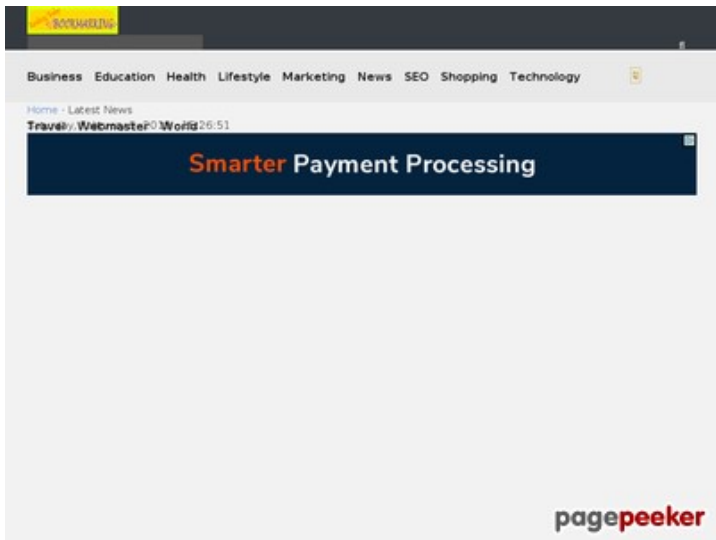 BOOKMARKING
Business Education Health Lifestyle Marketing News SEO Shopping Technology
Home - Latest News
Travel Webmaster World 26:51
Smarter Payment Processing
pagepeeker